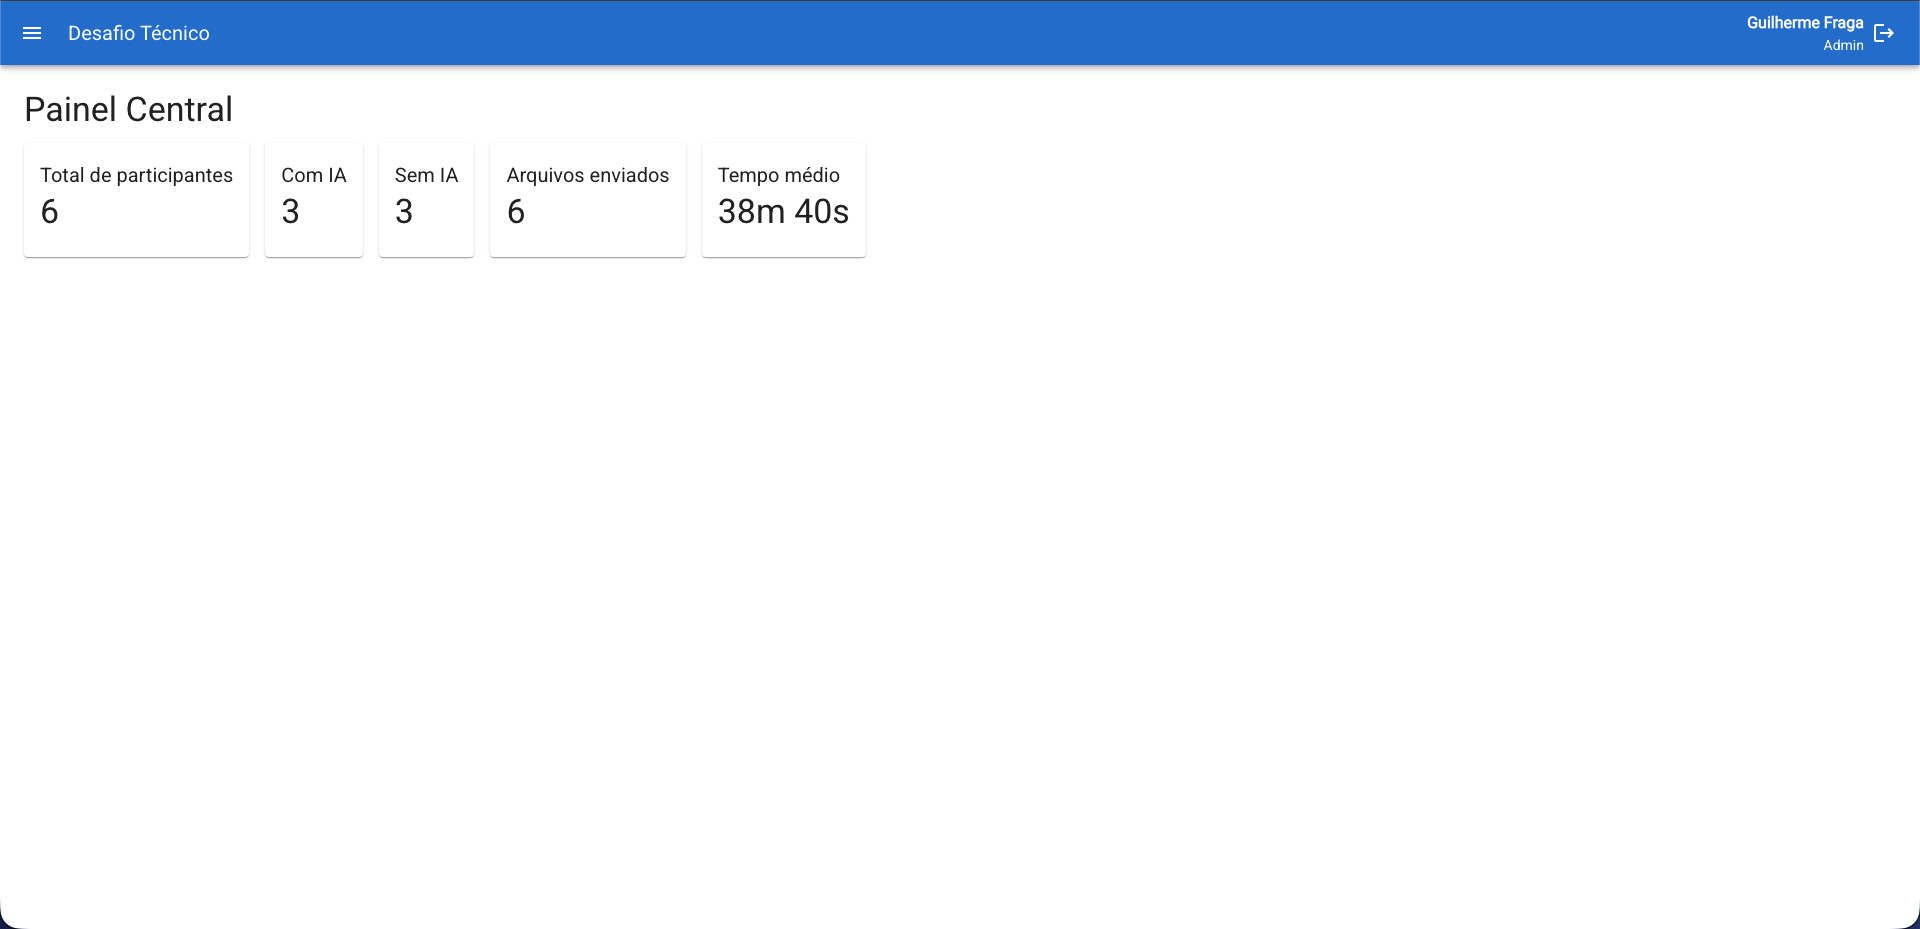 Desafio Técnico
Guilherme Fraga
Admin
Painel Central
Total de participantes
6
Com IA
3
Sem IA
3
Arquivos enviados
6
Tempo médio
38m 40s